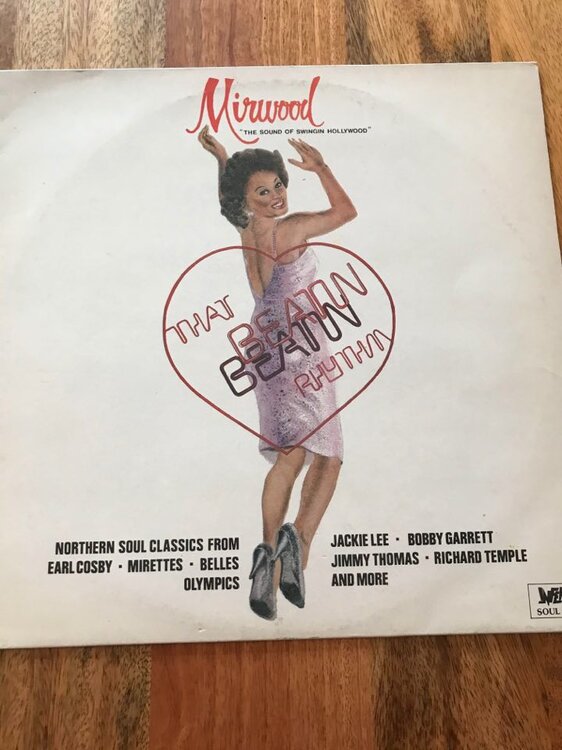 Mirwood
"THE SOUND OF SWINGIN HOLLYWOOD"
THAT
BEATIN
BEATIN
RHYTHM
NORTHERN SOUL CLASSICS FROM
EARL COSBY · MIRETTES · BELLES
OLYMPICS
JACKIE LEE · BOBBY GARRETT
JIMMY THOMAS · RICHARD TEMPLE
AND MORE
SOUL